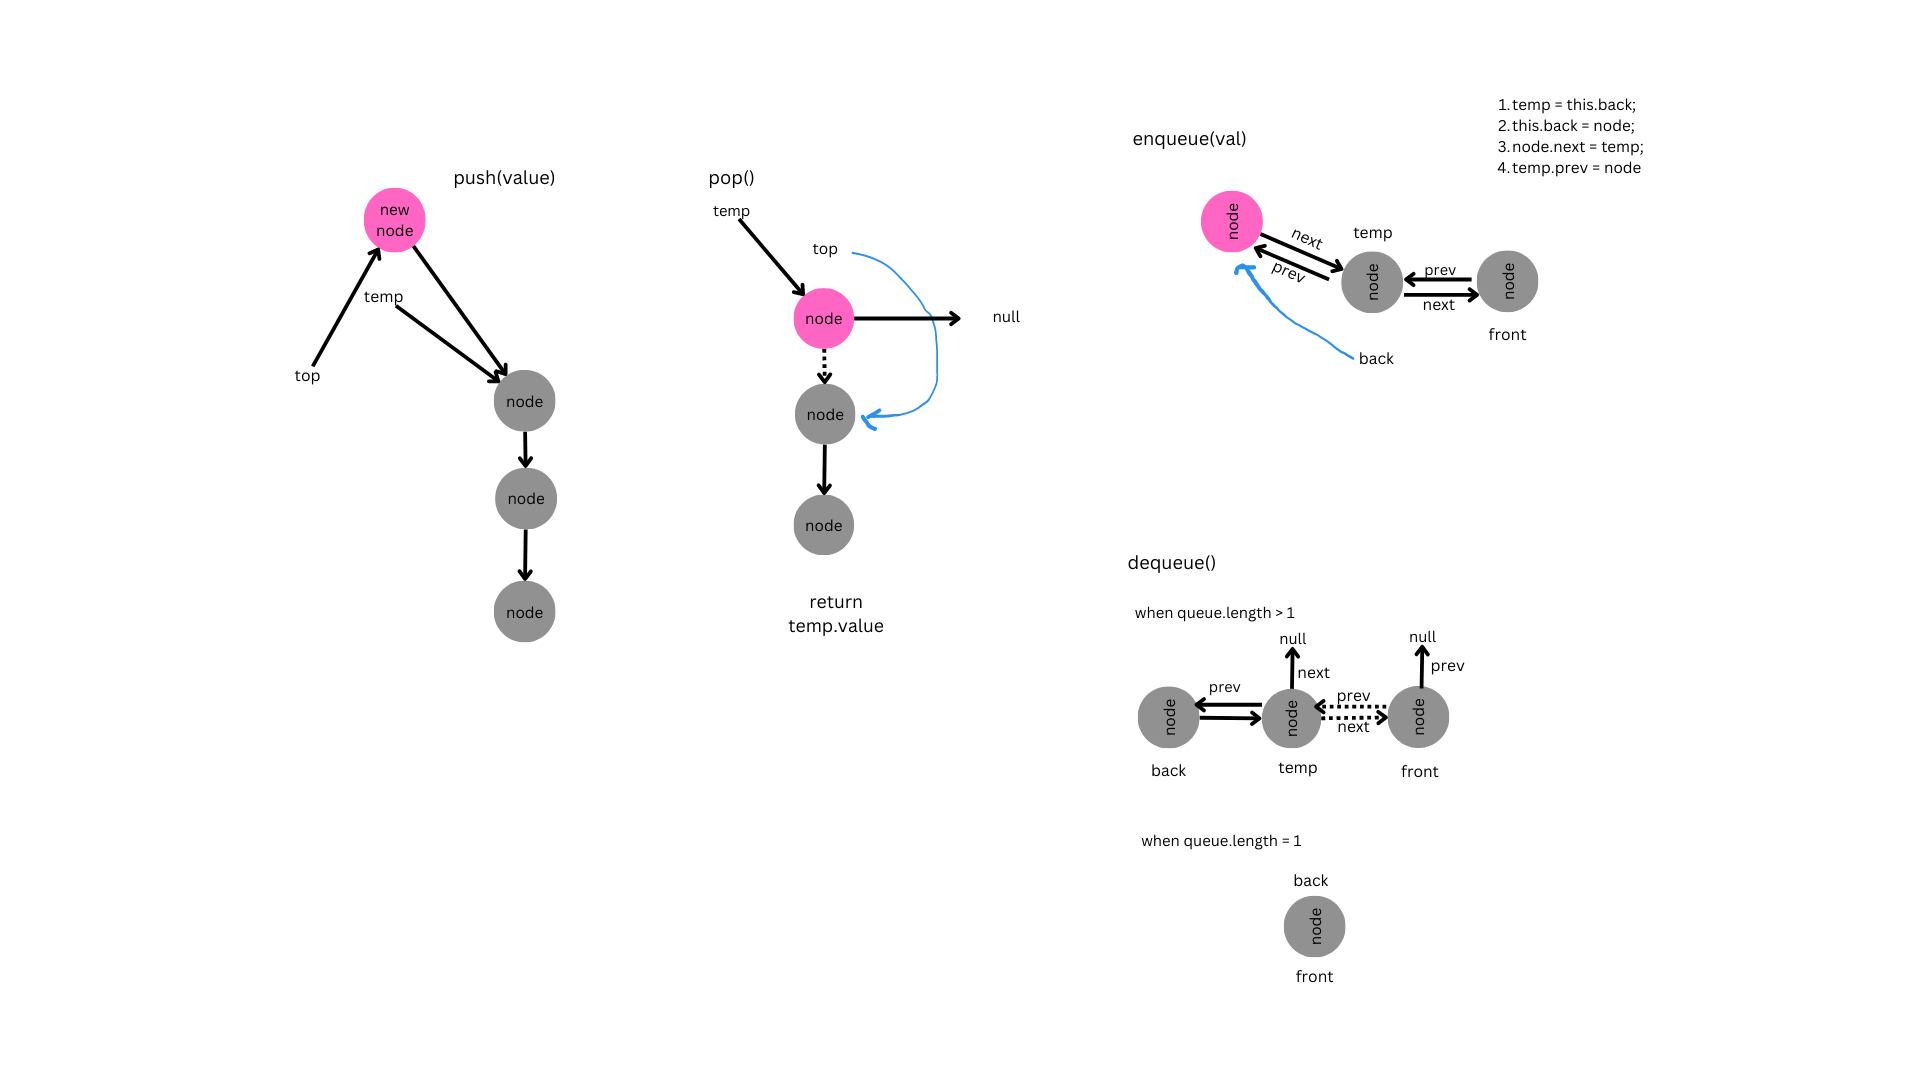 push(value)
new
node
temp
top
node
node
node
pop()
temp
top
node
null
node
node
return
temp.value
enqueue(val)
1. temp = this.back;
2. this.back = node;
3. node.next = temp;
4. temp.prev = node
node
next
prev
temp
node
prev
next
node
front
back
dequeue()
when queue.length > 1
null
null
next
prev
prev
prev
next
node
node
node
back
temp
front
when queue.length = 1
back
node
front